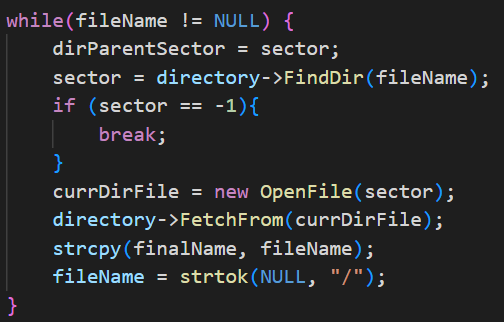 while(fileName != NULL) {
    dirParentSector = sector;
    sector = directory->FindDir(fileName);
    if (sector == -1){
        break;
    }
    currDirFile = new OpenFile(sector);
    directory->FetchFrom(currDirFile);
    strcpy(finalName, fileName);
    fileName = strtok(NULL, "/");
}